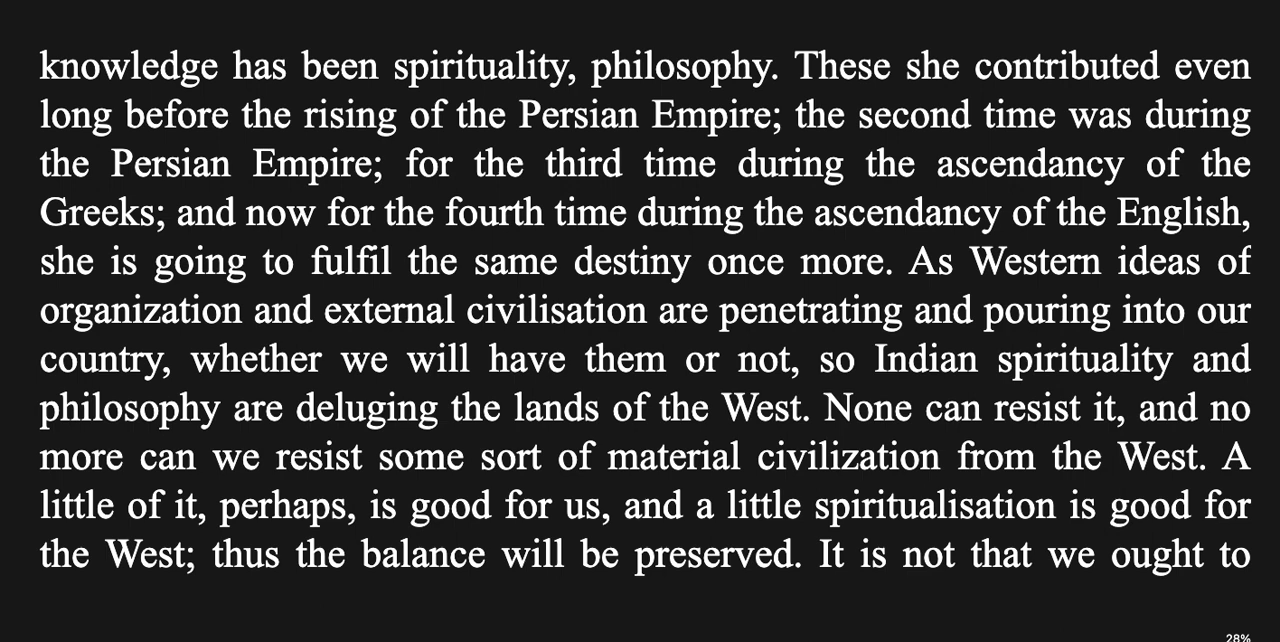 knowledge has been spirituality, philosophy. These she contributed even
long before the rising of the Persian Empire; the second time was during
the Persian Empire; for the third time during the ascendancy of the
Greeks; and now for the fourth time during the ascendancy of the English,
she is going to fulfil the same destiny once more. As Western ideas of
organization and external civilisation are penetrating and pouring into our
country, whether we will have them or not, so Indian spirituality and
philosophy are deluging the lands of the West. None can resist it, and no
more can we resist some sort of material civilization from the West. A
little of it, perhaps, is good for us, and a little spiritualisation is good for
the West; thus the balance will be preserved. It is not that we ought to
28%